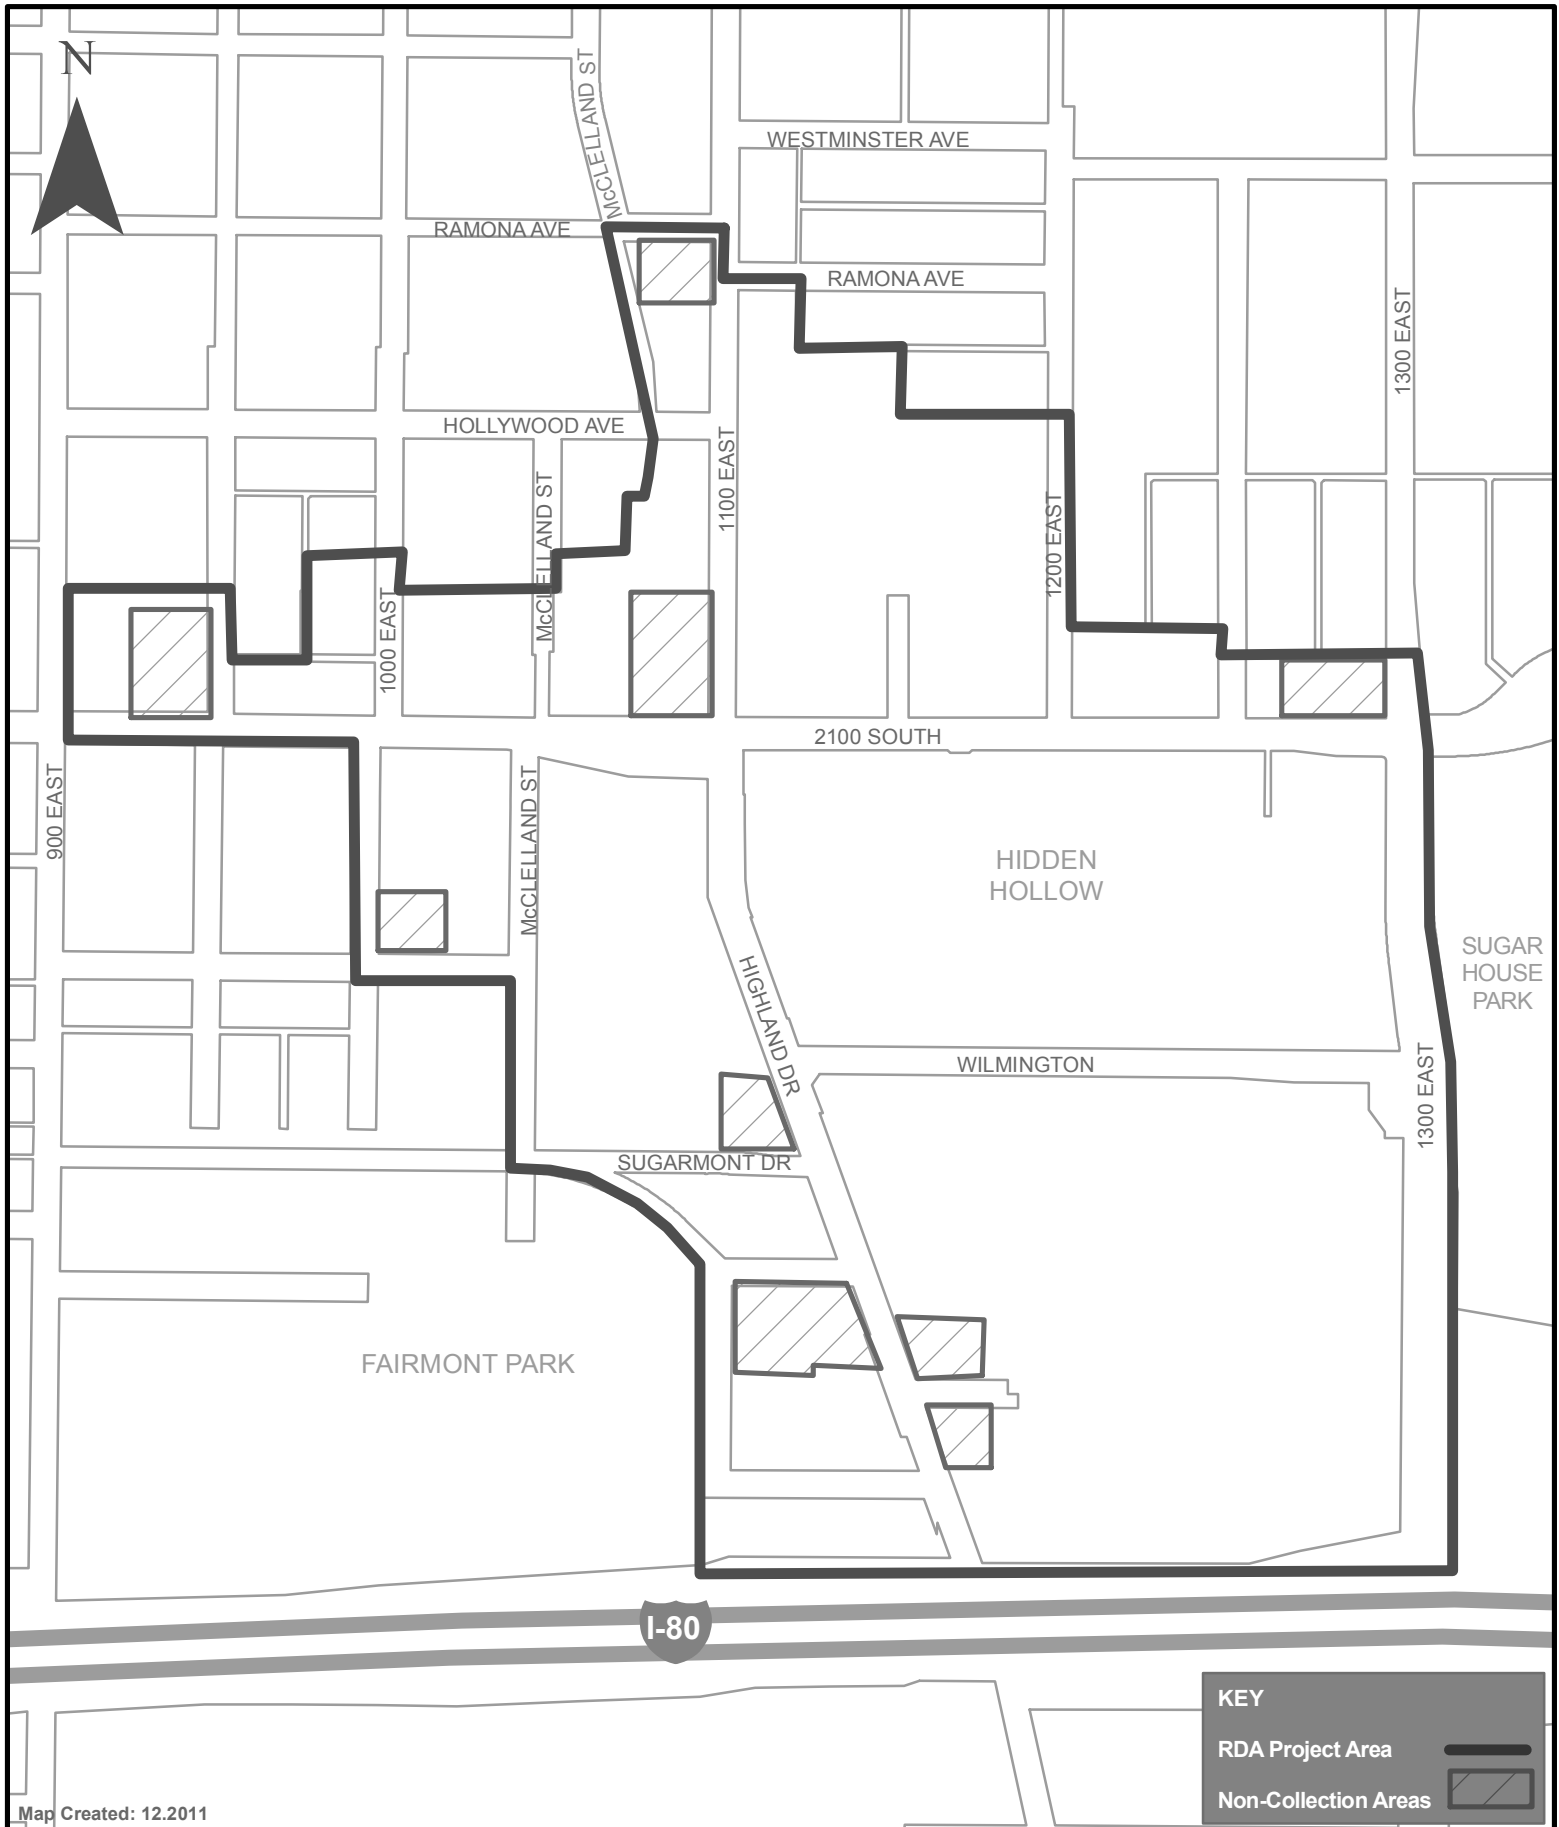 N
McCLELLAND ST
WESTMINSTER AVE
RAMONA AVE
RAMONA AVE
1300 EAST
HOLLYWOOD AVE
1100 EAST
McCLELLAND ST
1200 EAST
1000 EAST
2100 SOUTH
900 EAST
McCLELLAND ST
HIDDEN
HOLLOW
SUGAR
HOUSE
PARK
HIGHLAND DR
WILMINGTON
1300 EAST
SUGARMONT DR
FAIRMONT PARK
I-80
KEY
RDA Project Area
Non-Collection Areas
Map Created: 12.2011